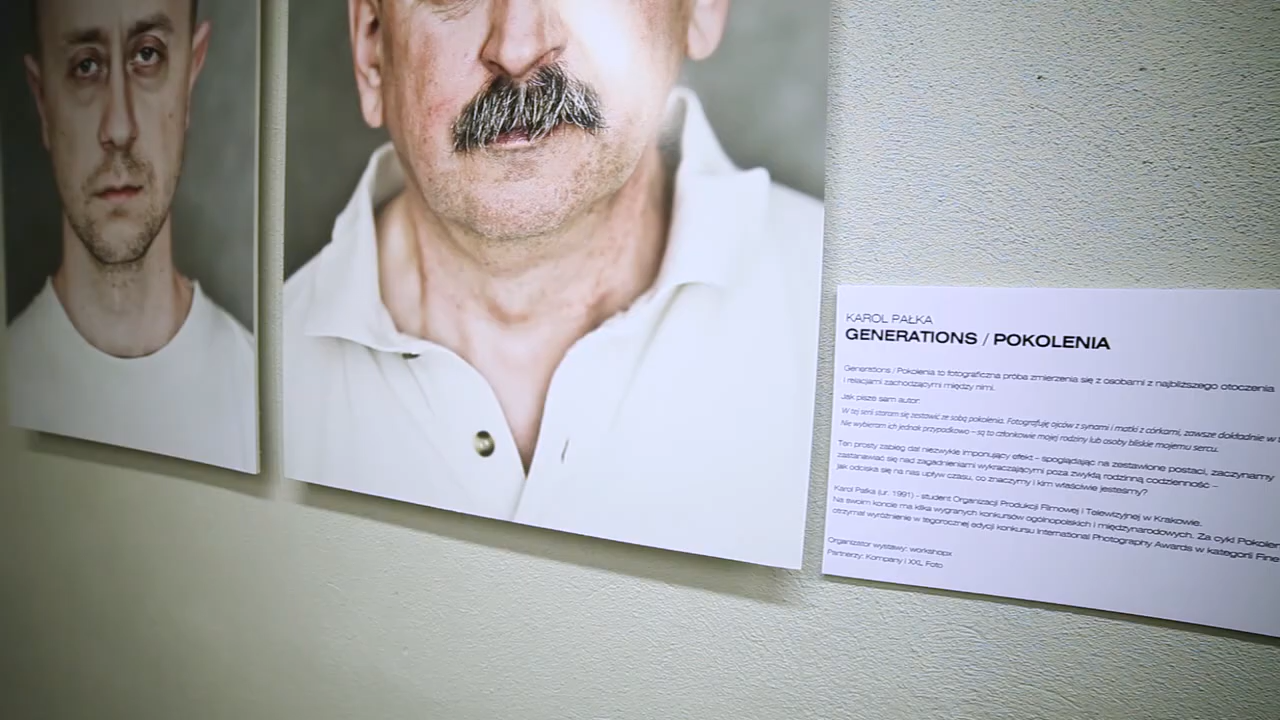 KAROL PAŁKA
GENERATIONS / POKOLENIA
Generations / Pokolenia to fotograficzna próba zmierzenia się z osobami z najbliższego otoczenia
i relacjami zachodzącymi między nimi.
Jak pisze sam autor:
W tej serii staram się zestawić ze sobą pokolenia. Fotografuję ojców z synami i matki z córkami, zawsze dokładnie w
Nie wybieram ich jednak przypadkowo – są to członkowie mojej rodziny lub osoby bliskie mojemu sercu.
Ten prosty zabieg dał niezwykle imponujący efekt - spoglądając na zestawione postaci, zaczynamy
zastanawiać się nad zagadnieniami wykraczającymi poza zwykłą rodzinną codzienność –
jak odciska się na nas upływ czasu, co znaczymy i kim właściwie jesteśmy?
Karol Pałka (ur. 1991) - student Organizacji Produkcji Filmowej i Telewizyjnej w Krakowie.
Na swoim koncie ma kilka wygranych konkursów ogólnopolskich i międzynarodowych. Za cykl Pokolen
otrzymał wyróżnienie w tegorocznej edycji konkursu International Photography Awards w kategorii Fine
Organizator wystawy: workshopx
Partnerzy: Kompany i XXL Foto